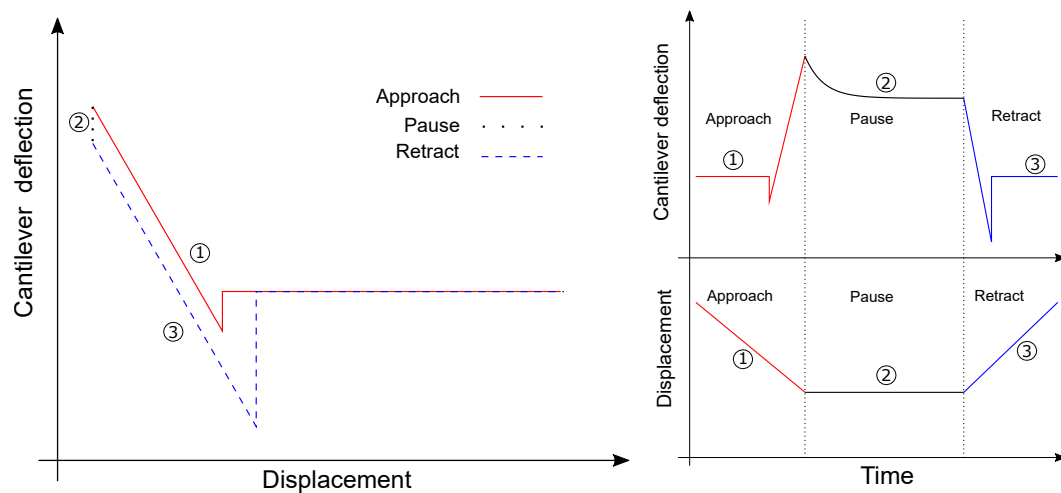 Cantilever deflection
Approach
Pause
Retract
②
①
③
Displacement
Cantilever deflection
Approach
Pause
Retract
①
②
③
Displacement
Approach
Pause
Retract
①
②
③
Time